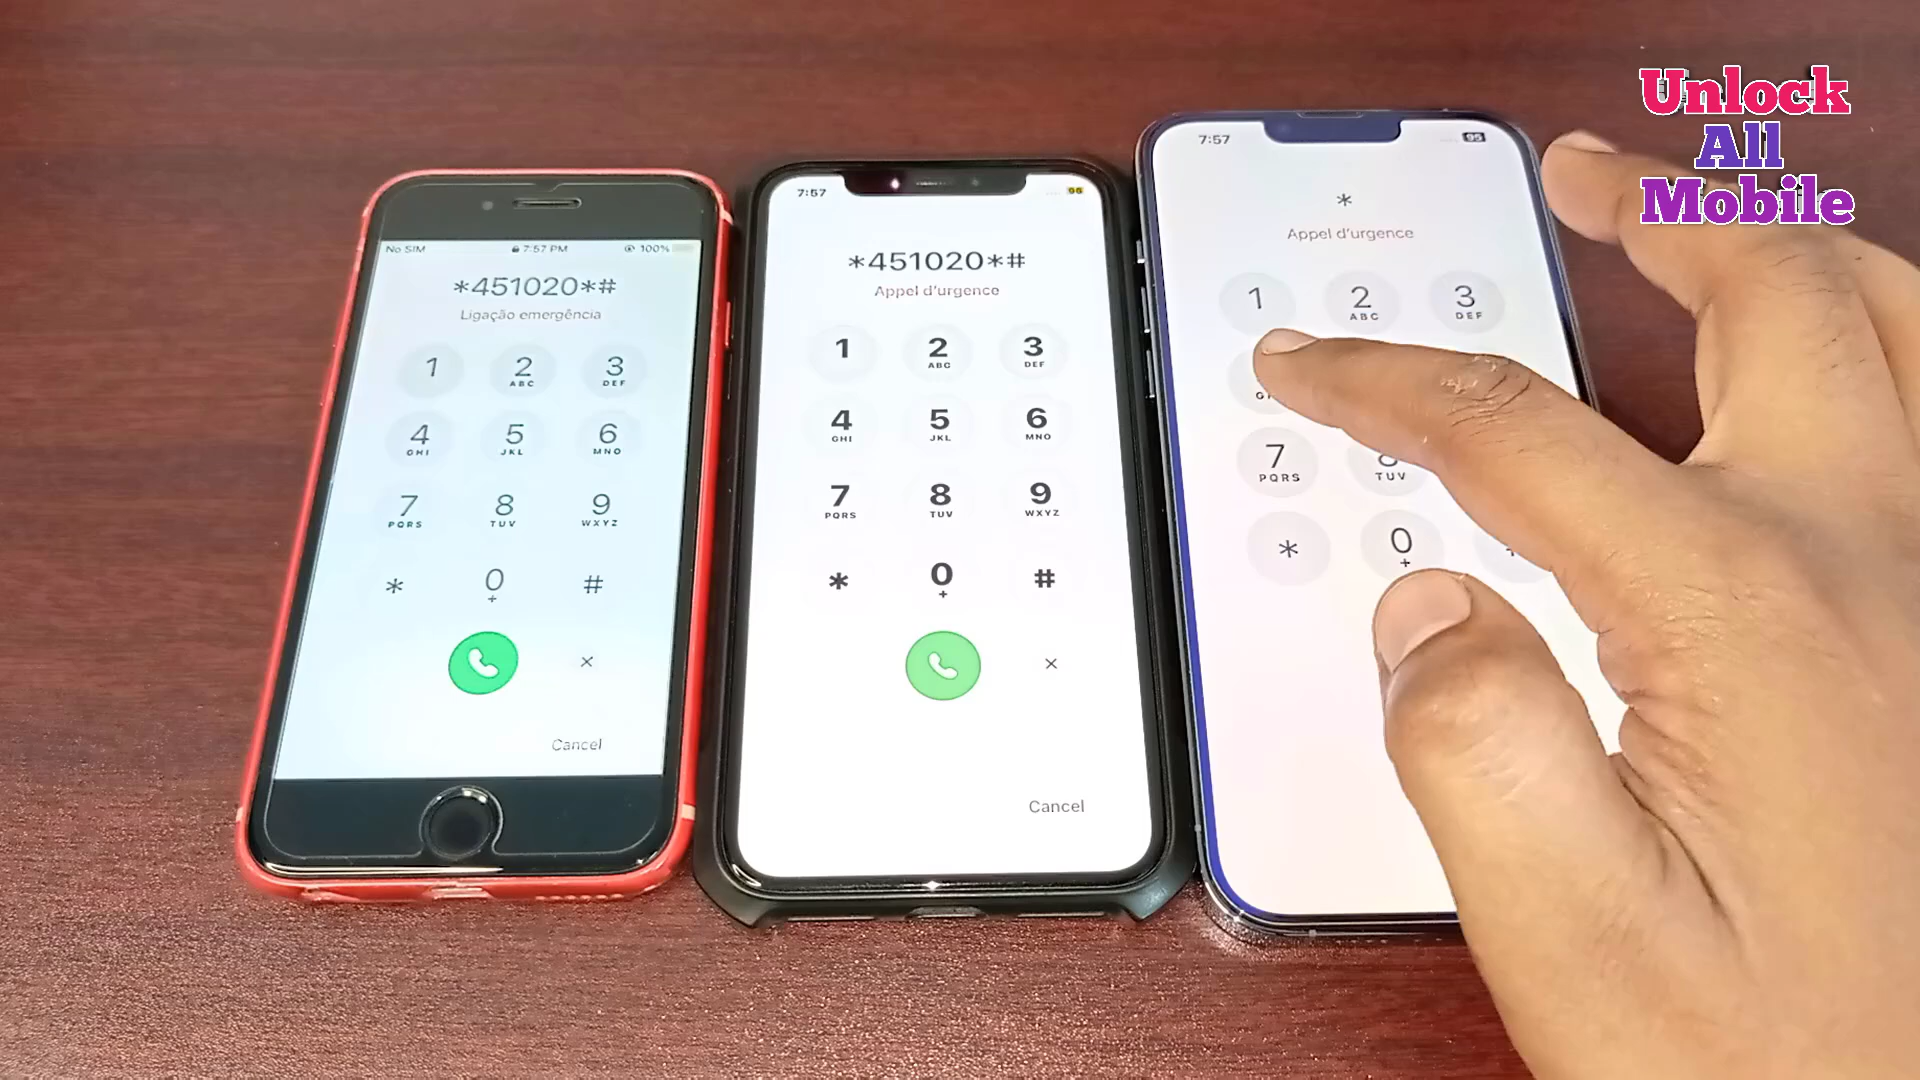 Unlock
All
Mobile
No SIM 7:57 PM 100%
*451020*#
Ligação emergência
1 2 3
ABC DEF
4 5 6
GHI JKL MNO
7 8 9
PQRS TUV WXYZ
* 0 #
+
Cancel
7:57 95
*451020*#
Appel d'urgence
1 2 3
ABC DEF
4 5 6
GHI JKL MNO
7 8 9
PQRS TUV WXYZ
* 0 #
+
Cancel
7:57 95
*
Appel d'urgence
1 2 3
ABC DEF
7 8
PQRS TUV
* 0
+